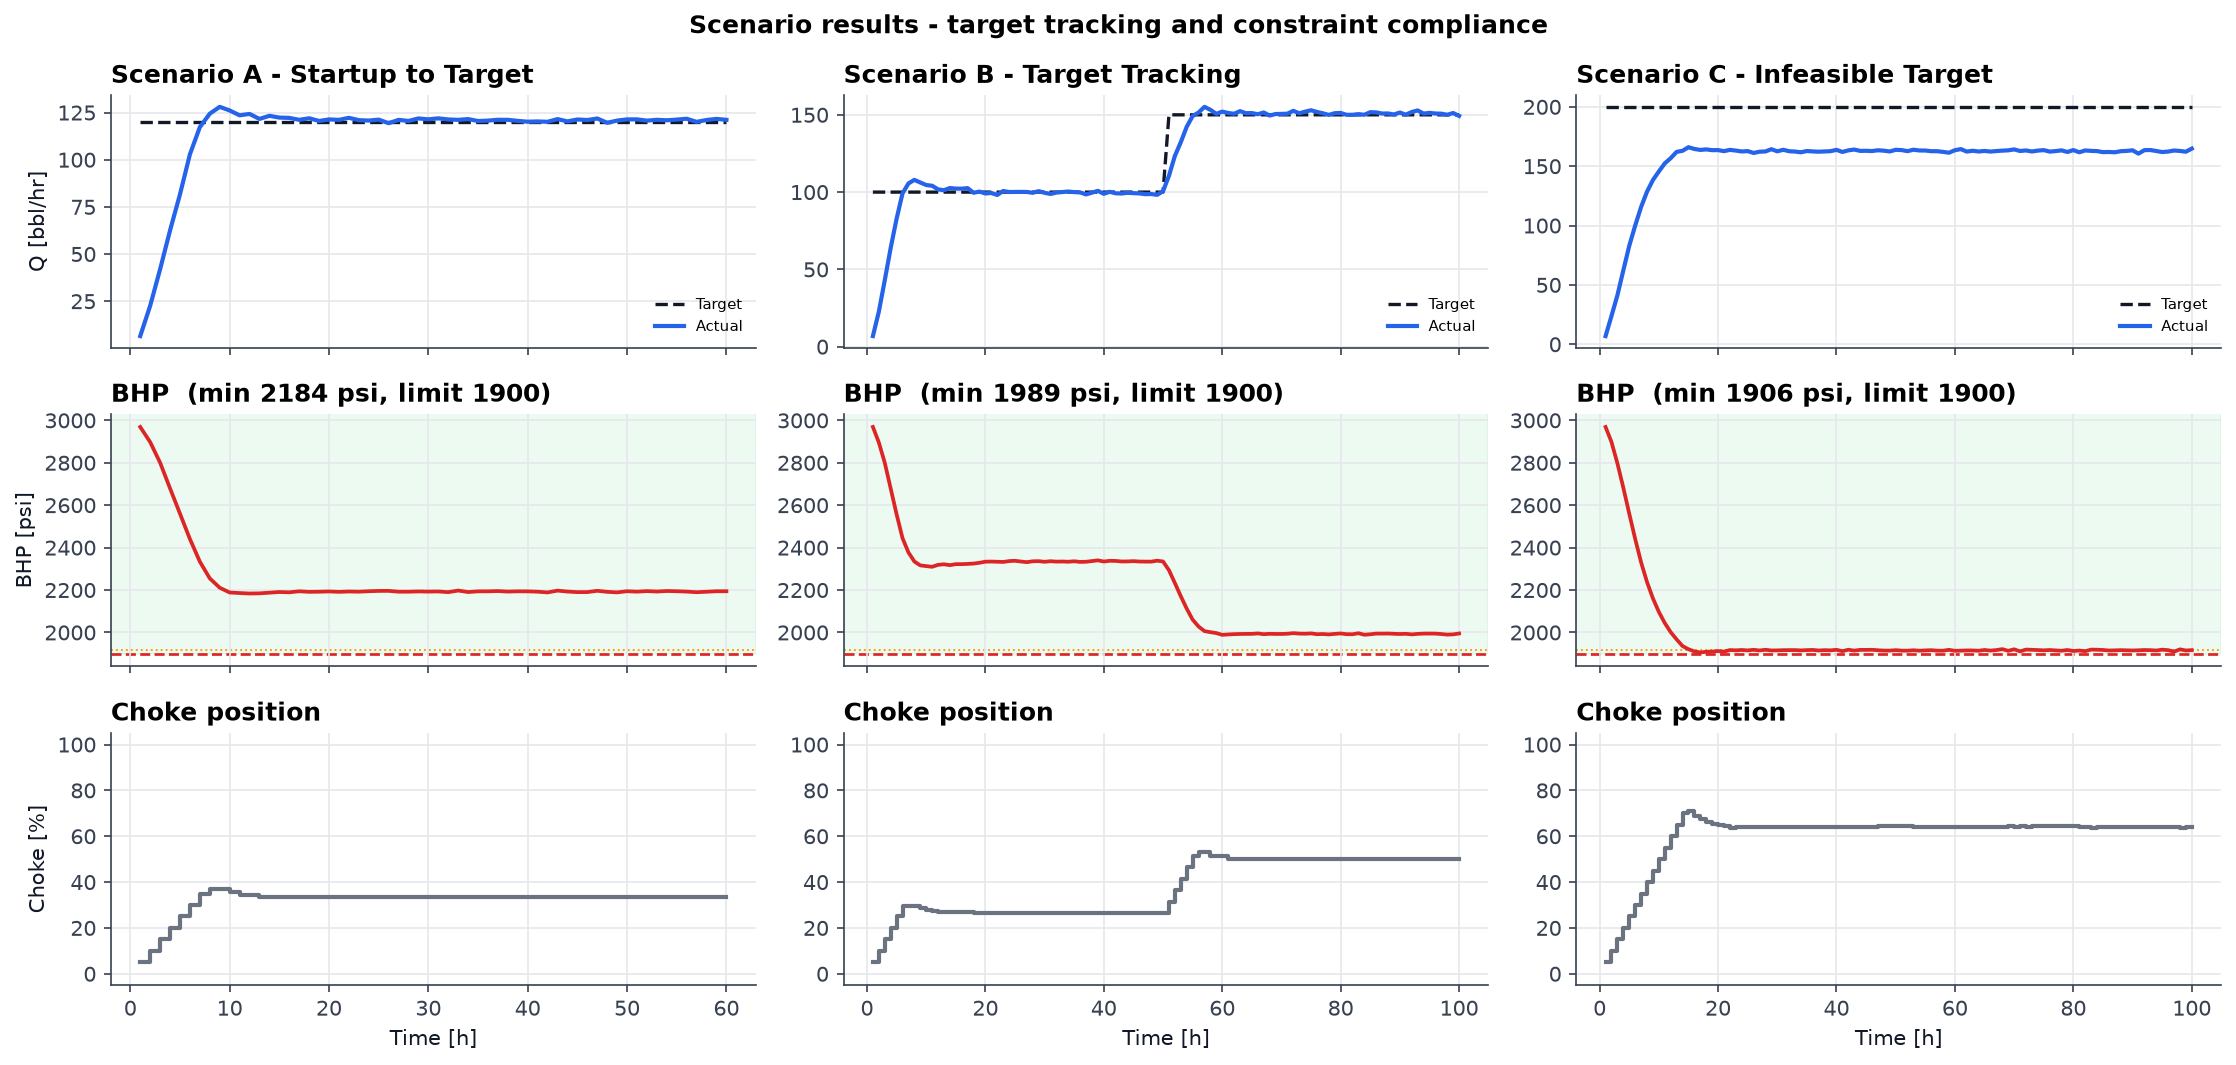 Scenario results - target tracking and constraint compliance
Scenario A - Startup to Target
Q [bbl/hr]
125
100
75
50
25
Target
Actual
Scenario B - Target Tracking
150
100
50
0
Target
Actual
Scenario C - Infeasible Target
200
150
100
50
0
Target
Actual
BHP  (min 2184 psi, limit 1900)
BHP [psi]
3000
2800
2600
2400
2200
2000
BHP  (min 1989 psi, limit 1900)
3000
2800
2600
2400
2200
2000
BHP  (min 1906 psi, limit 1900)
3000
2800
2600
2400
2200
2000
Choke position
Choke [%]
100
80
60
40
20
0
0 10 20 30 40 50 60
Time [h]
Choke position
100
80
60
40
20
0
0 20 40 60 80 100
Time [h]
Choke position
100
80
60
40
20
0
0 20 40 60 80 100
Time [h]